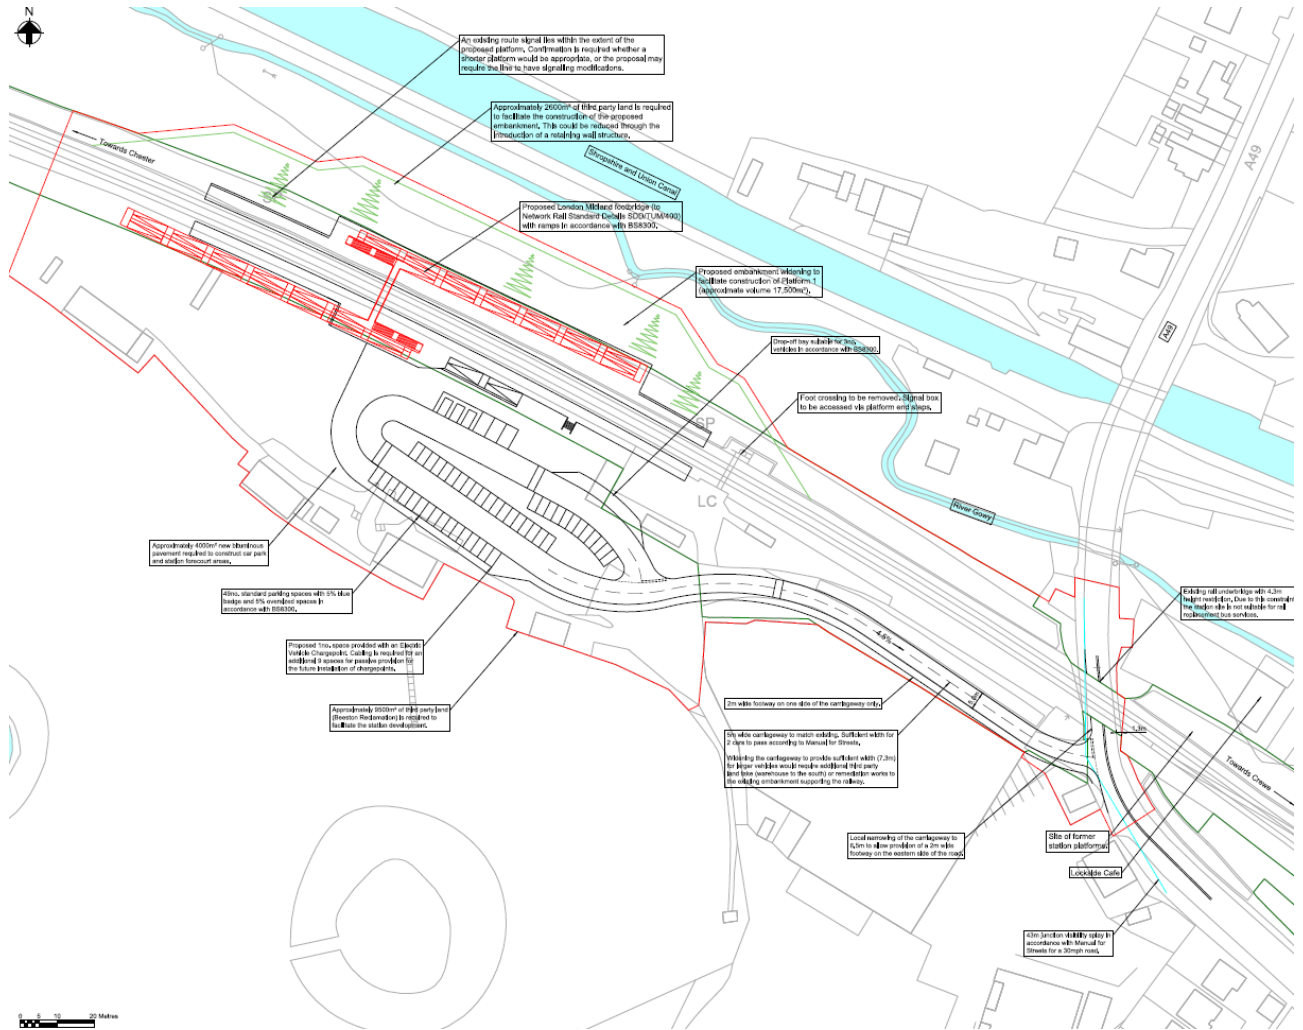 N
An existing route signal lies within the extent of the
proposed platform. Confirmation is required whether a
shorter platform would be appropriate, or the proposal may
require the line to have signalling modifications.
Approximately 2600m² of third party land is required
to facilitate the construction of the proposed
embankment. This could be reduced through the
introduction of a retaining wall structure.
Towards Chester
Shropshire and Union Canal
A49
Proposed London Midland footbridge (to
Network Rail Standard Details SDD/TUM/400)
with ramps in accordance with BS8300.
Proposed embankment widening to
facilitate construction of Platform 1
(approximate volume 17,500m³).
A49
Drop-off bay suitable for 3no.
vehicles in accordance with BS8300.
Foot crossing to be removed. Signal box
to be accessed via platform end steps.
SP
LC
River Gowy
Approximately 4000m² new bituminous
pavement required to construct car park
and station forecourt areas.
49no. standard parking spaces with 5% blue
badge and 5% oversized spaces in
accordance with BS8300.
Existing rail underbridge with 4.3m
height restriction. Due to this constraint
the station site is not suitable for rail
replacement bus services.
Proposed 1no. space provided with an Electric
Vehicle Chargepoint. Cabling is required for an
additional 9 spaces for passive provision for
the future installation of chargepoints.
4.8%
Approximately 9500m² of third party land
(Beeston Reclamation) is required to
facilitate the station development.
2m wide footway on one side of the carriageway only.
5m wide carriageway to match existing. Sufficient width for
2 cars to pass according to Manual for Streets.
Widening the carriageway to provide sufficient width (7.3m)
for larger vehicles would require additional third party
land take (warehouse to the south) or remediation works to
the existing embankment supporting the railway.
Towards Crewe
Local narrowing of the carriageway to
6.5m to allow provision of a 2m wide
footway on the eastern side of the road.
Site of former
station platforms.
Lockside Cafe
43m junction visibility splay in
accordance with Manual for
Streets for a 30mph road.
0 5 10 20 Metres